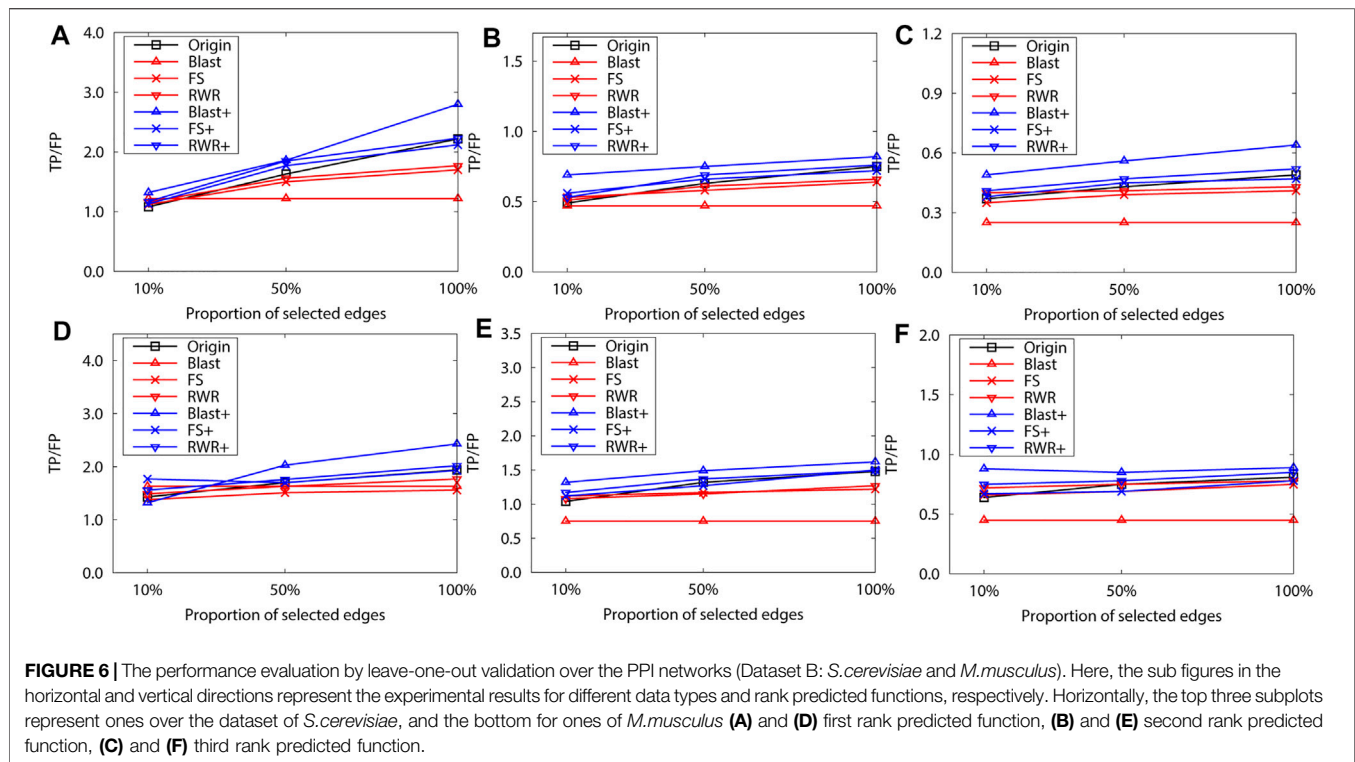 A
4.0
3.0
2.0
1.0
0.0
TP/FP
Origin
Blast
FS
RWR
Blast+
FS+
RWR+
10%
50%
100%
Proportion of selected edges
B
1.5
1.0
0.5
0.0
TP/FP
Origin
Blast
FS
RWR
Blast+
FS+
RWR+
10%
50%
100%
Proportion of selected edges
C
1.2
0.9
0.6
0.3
0.0
TP/FP
Origin
Blast
FS
RWR
Blast+
FS+
RWR+
10%
50%
100%
Proportion of selected edges
D
4.0
3.0
2.0
1.0
0.0
TP/FP
Origin
Blast
FS
RWR
Blast+
FS+
RWR+
10%
50%
100%
Proportion of selected edges
E
3.5
3.0
2.5
2.0
1.5
1.0
0.5
0.0
TP/FP
Origin
Blast
FS
RWR
Blast+
FS+
RWR+
10%
50%
100%
Proportion of selected edges
F
2.0
1.5
1.0
0.5
0.0
TP/FP
Origin
Blast
FS
RWR
Blast+
FS+
RWR+
10%
50%
100%
Proportion of selected edges
FIGURE 6 | The performance evaluation by leave-one-out validation over the PPI networks (Dataset B: S.cerevisiae and M.musculus). Here, the sub figures in the
horizontal and vertical directions represent the experimental results for different data types and rank predicted functions, respectively. Horizontally, the top three subplots
represent ones over the dataset of S.cerevisiae, and the bottom for ones of M.musculus (A) and (D) first rank predicted function, (B) and (E) second rank predicted
function, (C) and (F) third rank predicted function.